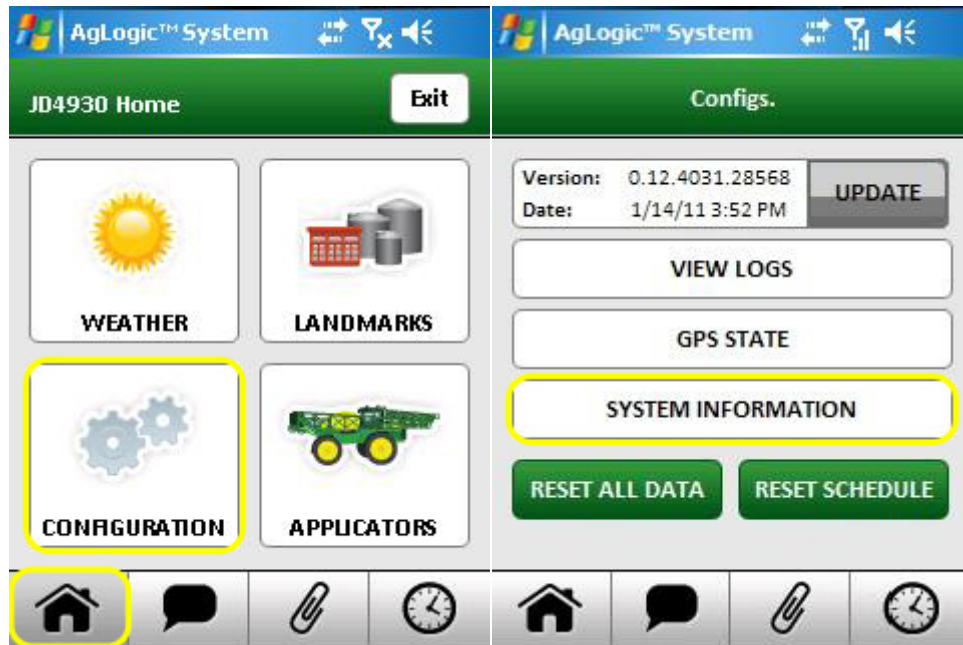 AgLogic™ System
JD4930 Home
Exit
WEATHER
LANDMARKS
CONFIGURATION
APPLICATORS
AgLogic™ System
Configs.
Version: 0.12.4031.28568
Date: 1/14/11 3:52 PM
UPDATE
VIEW LOGS
GPS STATE
SYSTEM INFORMATION
RESET ALL DATA
RESET SCHEDULE